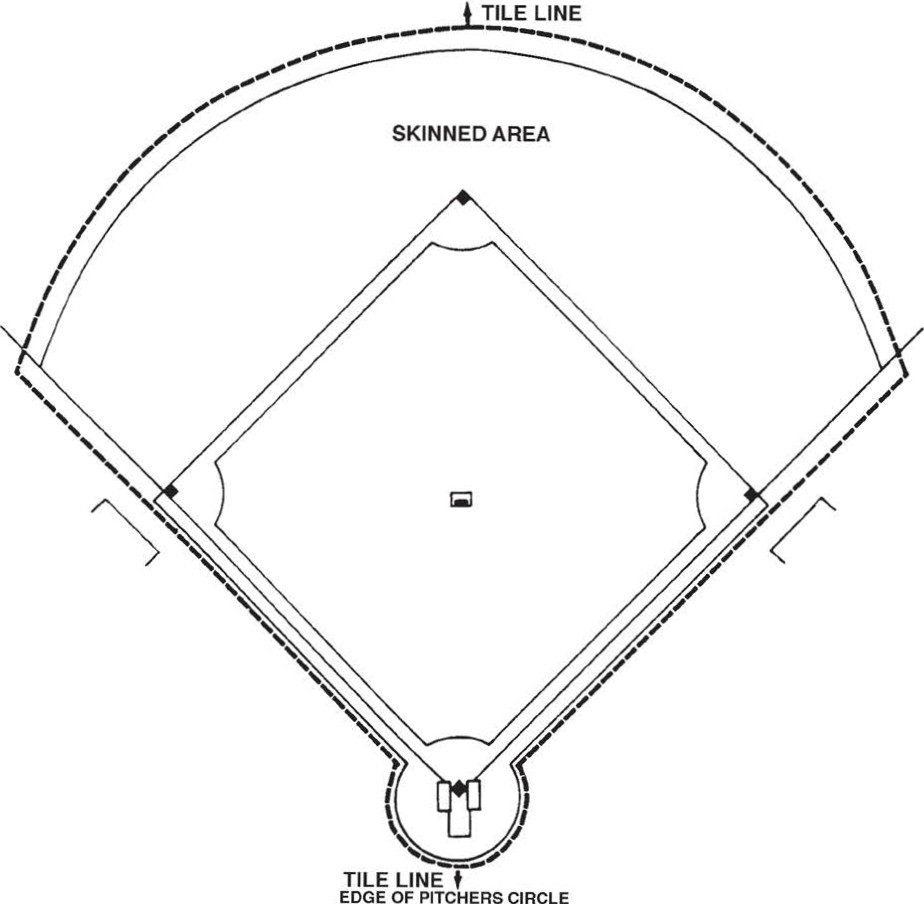 TILE LINE
SKINNED AREA
TILE LINE
EDGE OF PITCHERS CIRCLE